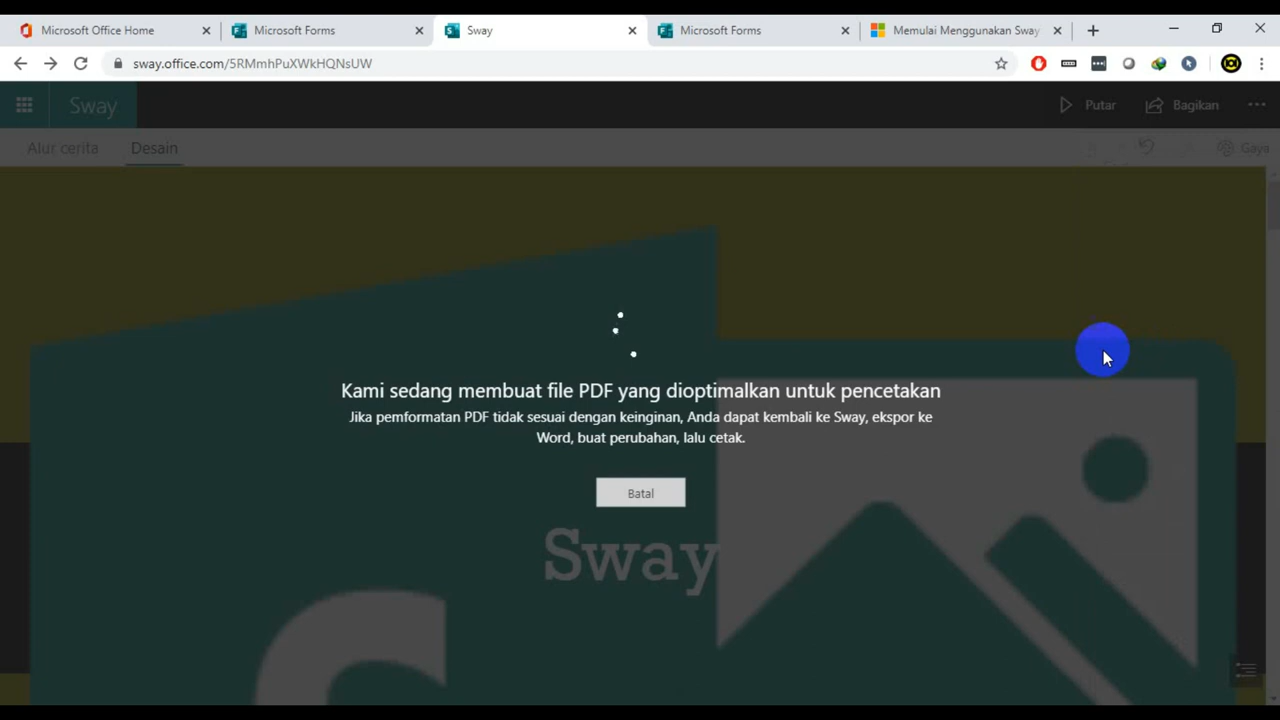 Microsoft Office Home
Microsoft Forms
Sway
Microsoft Forms
Memulai Menggunakan Sway
sway.office.com/5RMmhPuXWkHQNsUW
Sway
Putar
Bagikan
Alur cerita
Desain
Gaya
Kami sedang membuat file PDF yang dioptimalkan untuk pencetakan
Jika pemformatan PDF tidak sesuai dengan keinginan, Anda dapat kembali ke Sway, ekspor ke
Word, buat perubahan, lalu cetak.
Batal
Sway